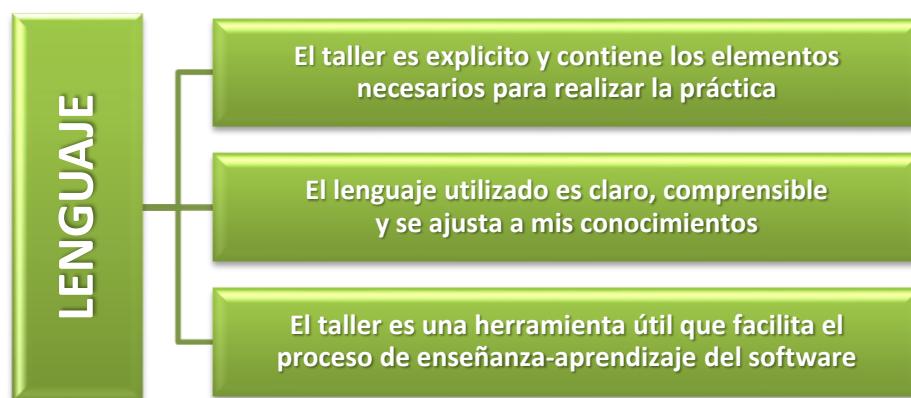 LENGUAJE
El taller es explicito y contiene los elementos
necesarios para realizar la práctica
El lenguaje utilizado es claro, comprensible
y se ajusta a mis conocimientos
El taller es una herramienta útil que facilita el
proceso de enseñanza-aprendizaje del software